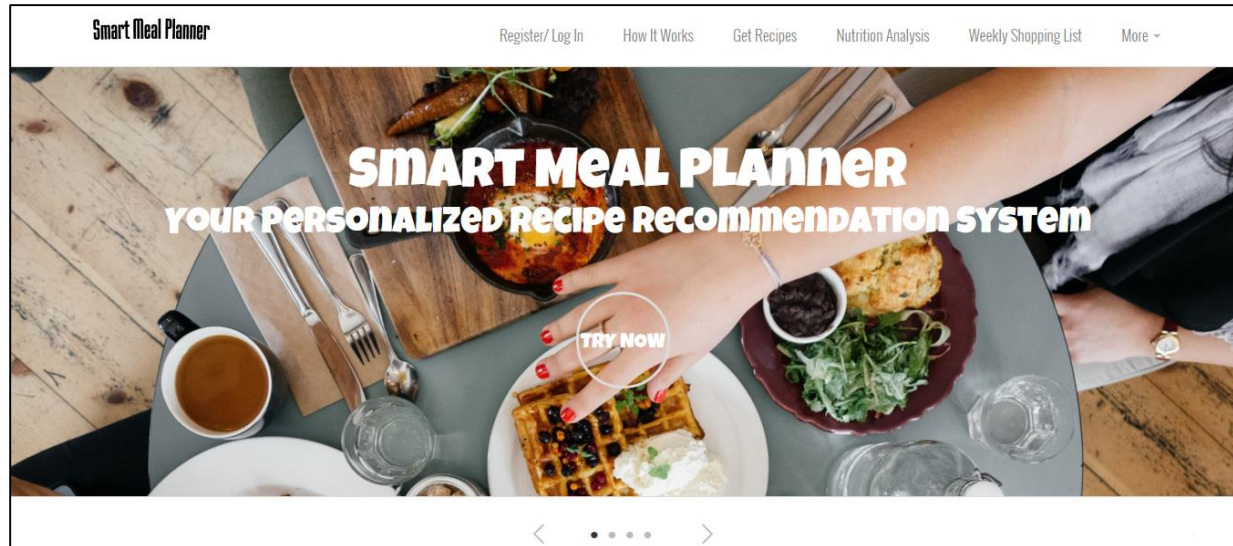 Smart Meal Planner
Register/ Log In How It Works Get Recipes Nutrition Analysis Weekly Shopping List More
SMART MEAL PLANNER
YOUR PERSONALIZED RECIPE RECOMMENDATION SYSTEM
TRY NOW